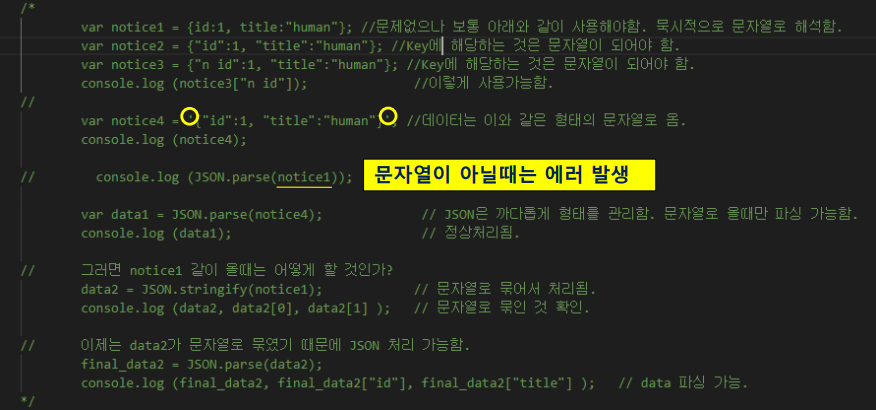 /*
var notice1 = {id:1, title:"human"}; //문제없으나 보통 아래와 같이 사용해야함. 묵시적으로 문자열로 해석함.
var notice2 = {"id":1, "title":"human"}; //Key에 해당하는 것은 문자열이 되어야 함.
var notice3 = {"n id":1, "title":"human"}; //Key에 해당하는 것은 문자열이 되어야 함.
console.log (notice3["n id"]); //이렇게 사용가능함.
//
var notice4 = '{"id":1, "title":"human"}'; //데이터는 이와 같은 형태의 문자열로 옴.
console.log (notice4);
// console.log (JSON.parse(notice1)); 문자열이 아닐때는 에러 발생
var data1 = JSON.parse(notice4); // JSON은 까다롭게 형태를 관리함. 문자열로 올때만 파싱 가능함.
console.log (data1); // 정상처리됨.
// 그러면 notice1 같이 올때는 어떻게 할 것인가?
data2 = JSON.stringify(notice1); // 문자열로 묶어서 처리됨.
console.log (data2, data2[0], data2[1] ); // 문자열로 묶인 것 확인.
// 이제는 data2가 문자열로 묶였기 때문에 JSON 처리 가능함.
final_data2 = JSON.parse(data2);
console.log (final_data2, final_data2["id"], final_data2["title"] ); // data 파싱 가능.
*/